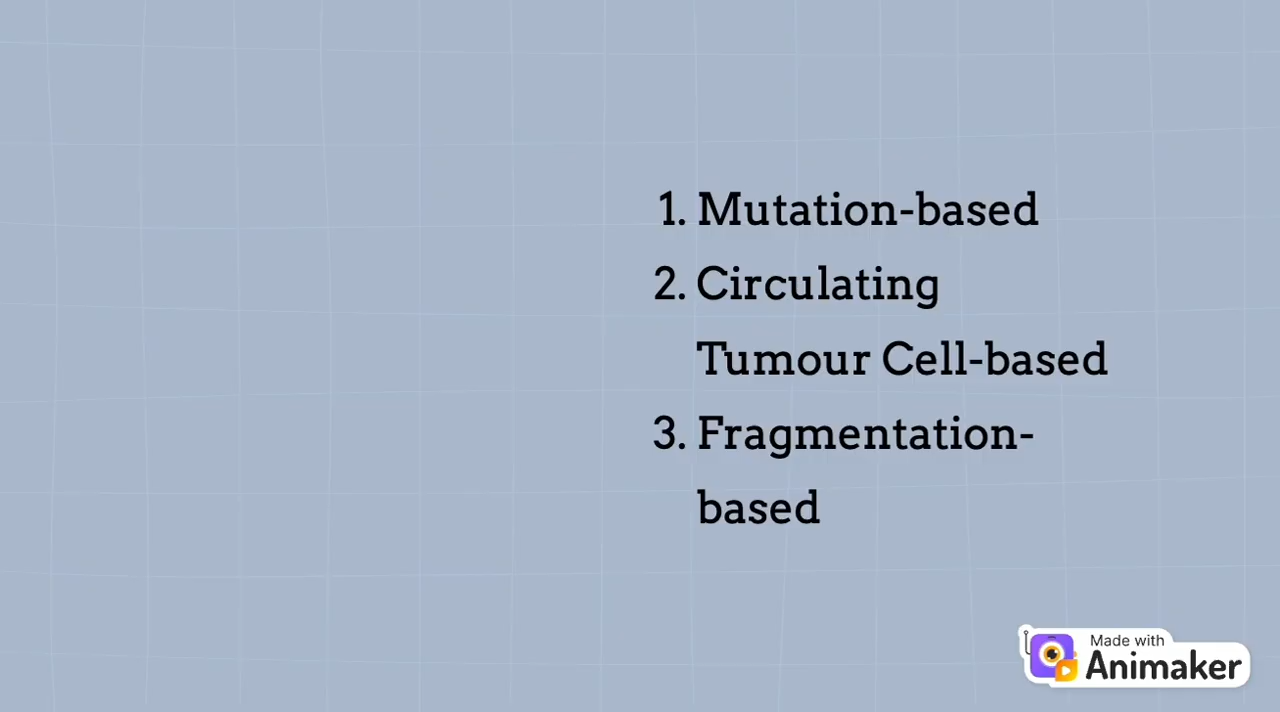 1. Mutation-based
2. Circulating
Tumour Cell-based
3. Fragmentation-
based
Made with
Animaker